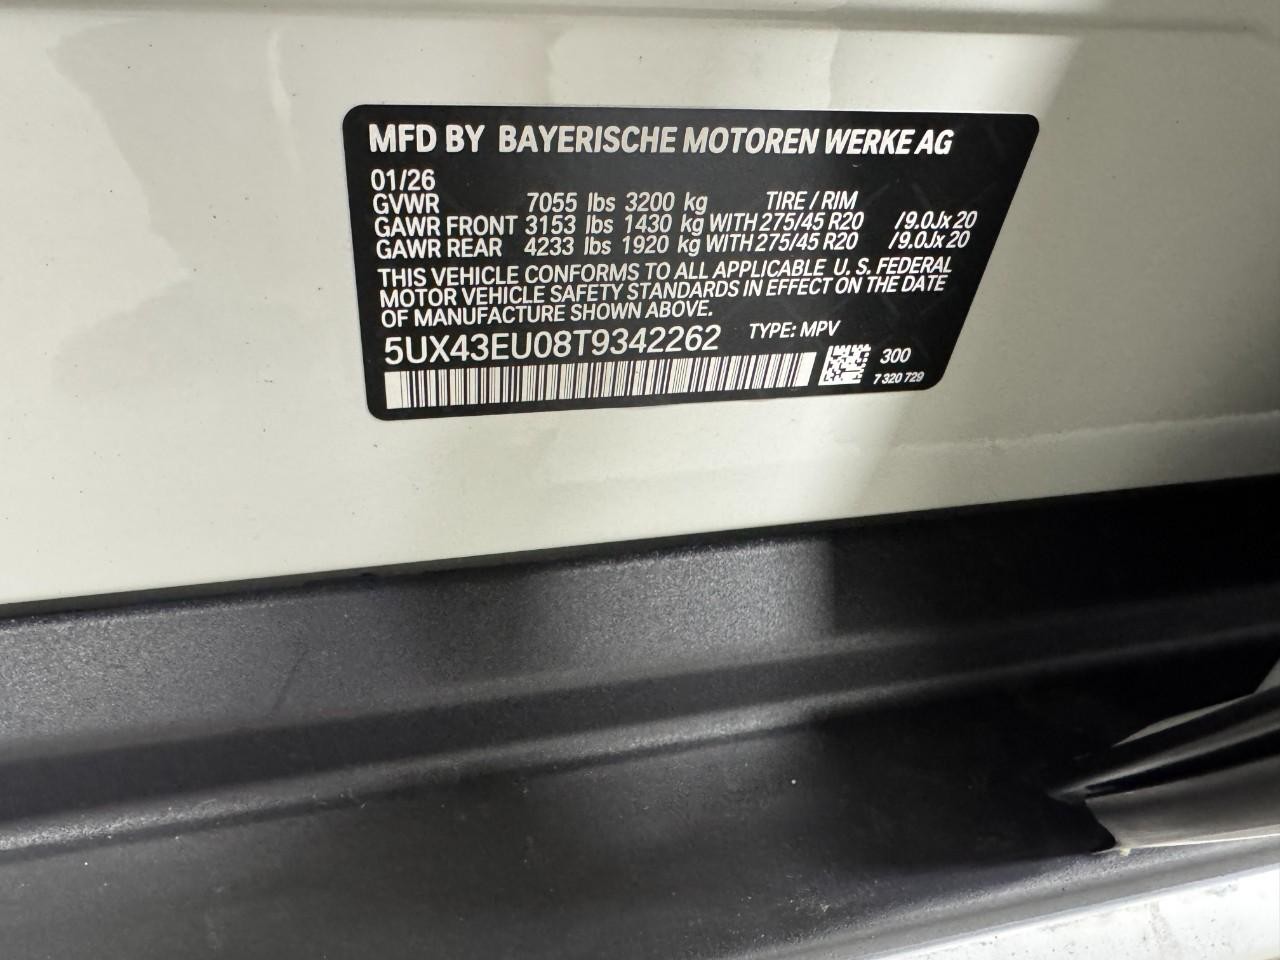 MFD BY BAYERISCHE MOTOREN WERKE AG
01/26
GVWR 7055 lbs 3200 kg TIRE / RIM
GAWR FRONT 3153 lbs 1430 kg WITH 275/45 R20 /9.0Jx20
GAWR REAR 4233 lbs 1920 kg WITH 275/45 R20 /9.0Jx20
THIS VEHICLE CONFORMS TO ALL APPLICABLE U. S. FEDERAL
MOTOR VEHICLE SAFETY STANDARDS IN EFFECT ON THE DATE
OF MANUFACTURE SHOWN ABOVE.
5UX43EU08T9342262 TYPE: MPV
300
7 320 729